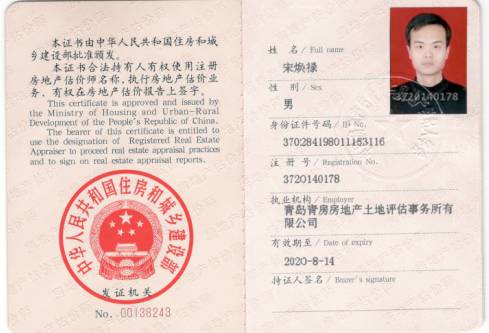 本证书由中华人民共和国住房和城
乡建设部批准颁发。
本证书合法持有人有权使用注册
房地产估价师名称，执行房地产估价业
务，有权在房地产估价报告上签字。
This certificate is approved and issued by
the Ministry of Housing and Urban-Rural
Development of the People's Republic of China.
The bearer of this certificate is entitled to
use the designation of Registered Real Estate
Appraiser to proceed real estate appraisal practices
and to sign on real estate appraisal reports.
中华人民共和国住房和城乡建设部
发证机关
No. 00138243
姓 名 / Full name
宋焕禄
性 别 / Sex
男
身份证件号码 / ID No.
370284198011153116
注 册 号 / Registration No.
3720140178
执业机构 / Employer
青岛青房房地产土地评估事务所有
限公司
有效期至 / Date of expiry
2020-8-14
持证人签名 / Bearer's signature
3720140178